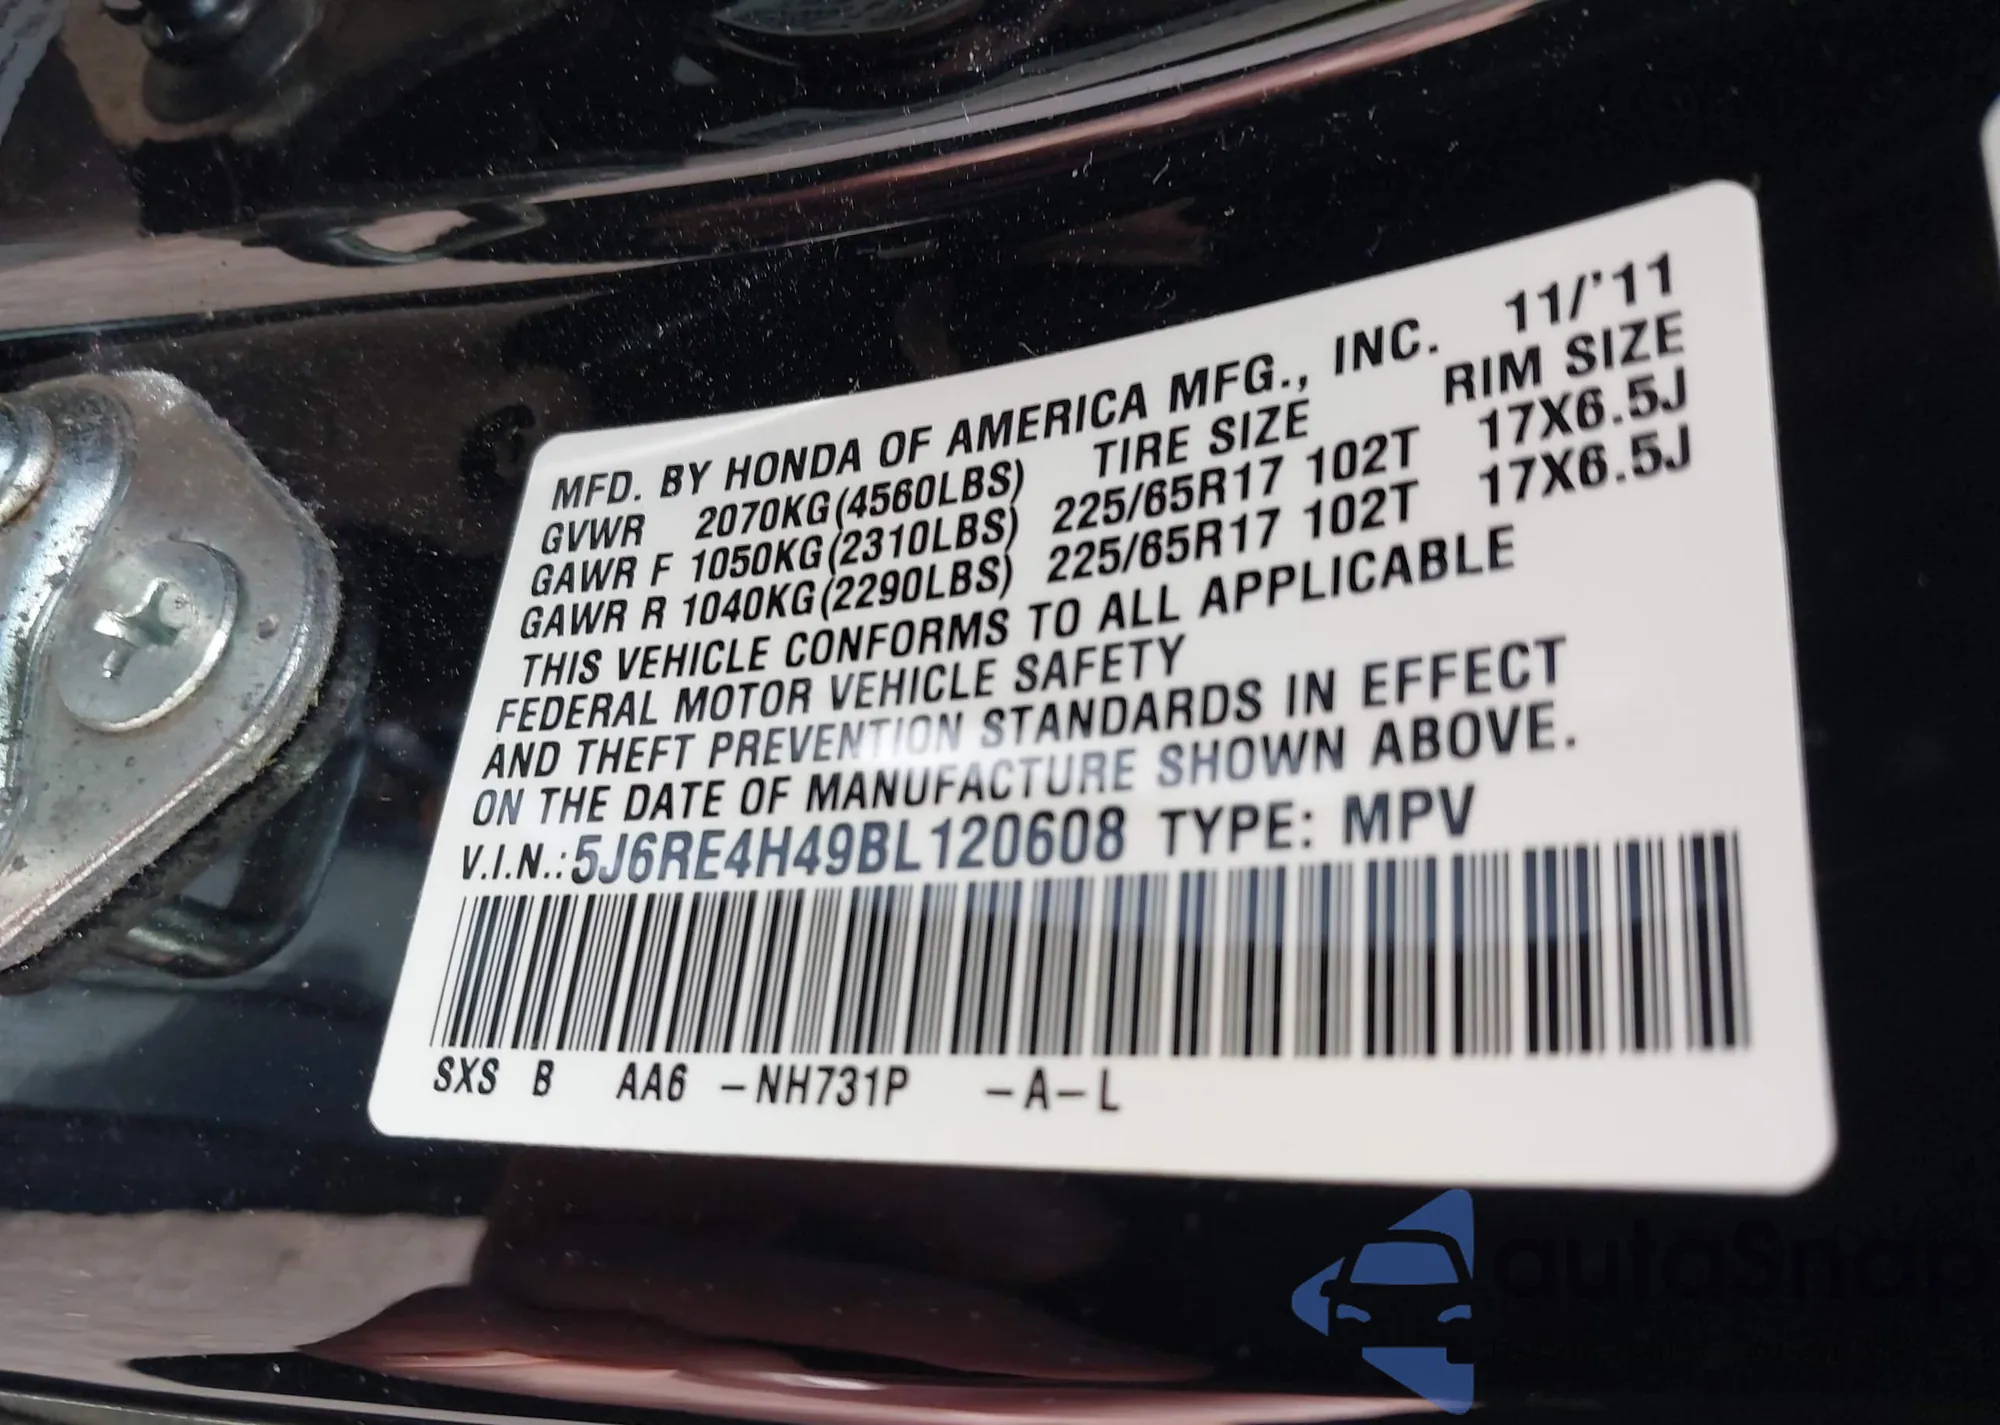 MFD. BY HONDA OF AMERICA MFG., INC. 11/'11
GVWR 2070KG(4560LBS) TIRE SIZE RIM SIZE
GAWR F 1050KG(2310LBS) 225/65R17 102T 17X6.5J
GAWR R 1040KG(2290LBS) 225/65R17 102T 17X6.5J
THIS VEHICLE CONFORMS TO ALL APPLICABLE
FEDERAL MOTOR VEHICLE SAFETY
AND THEFT PREVENTION STANDARDS IN EFFECT
ON THE DATE OF MANUFACTURE SHOWN ABOVE.
V.I.N.:5J6RE4H49BL120608 TYPE: MPV
SXS B AA6 -NH731P -A-L
autoSnap